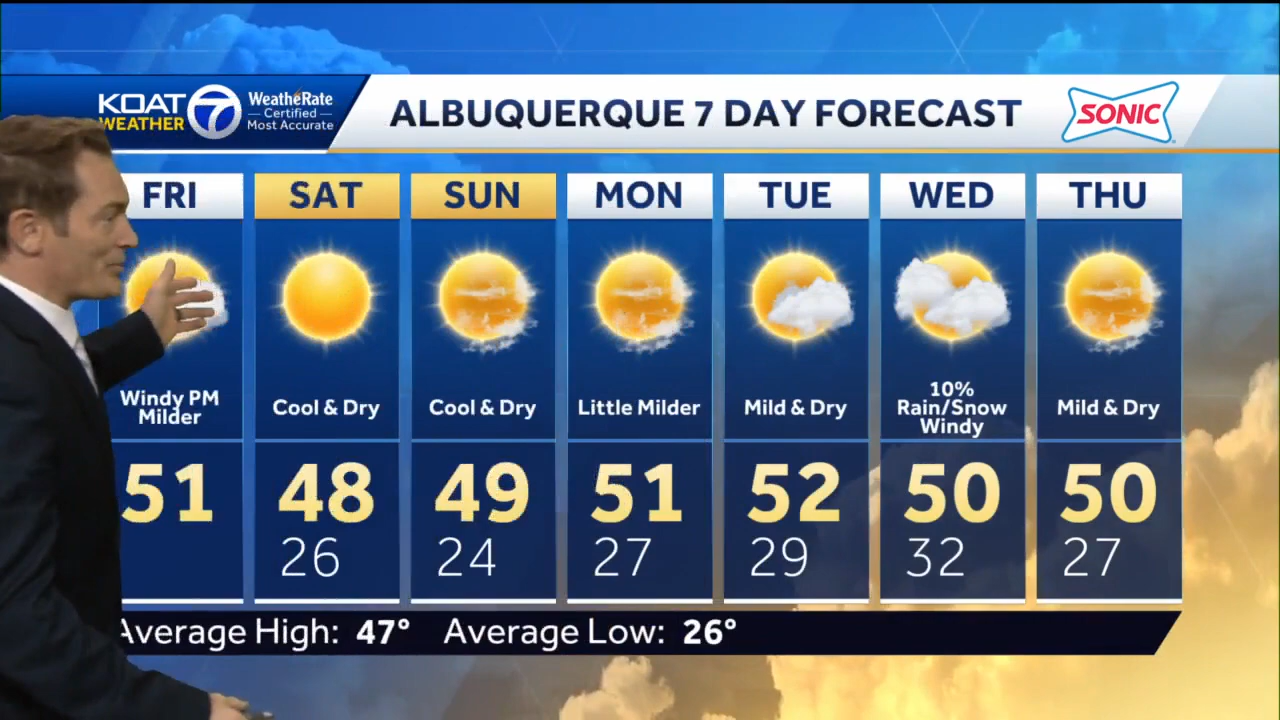 KOAT
WEATHER
7
WeatheRate
Certified
Most Accurate
ALBUQUERQUE 7 DAY FORECAST
SONIC
FRI
SAT
SUN
MON
TUE
WED
THU
Windy PM
Milder
Cool & Dry
Cool & Dry
Little Milder
Mild & Dry
10%
Rain/Snow
Windy
Mild & Dry
51
48
49
51
52
50
50
26
24
27
29
32
27
Average High: 47° Average Low: 26°